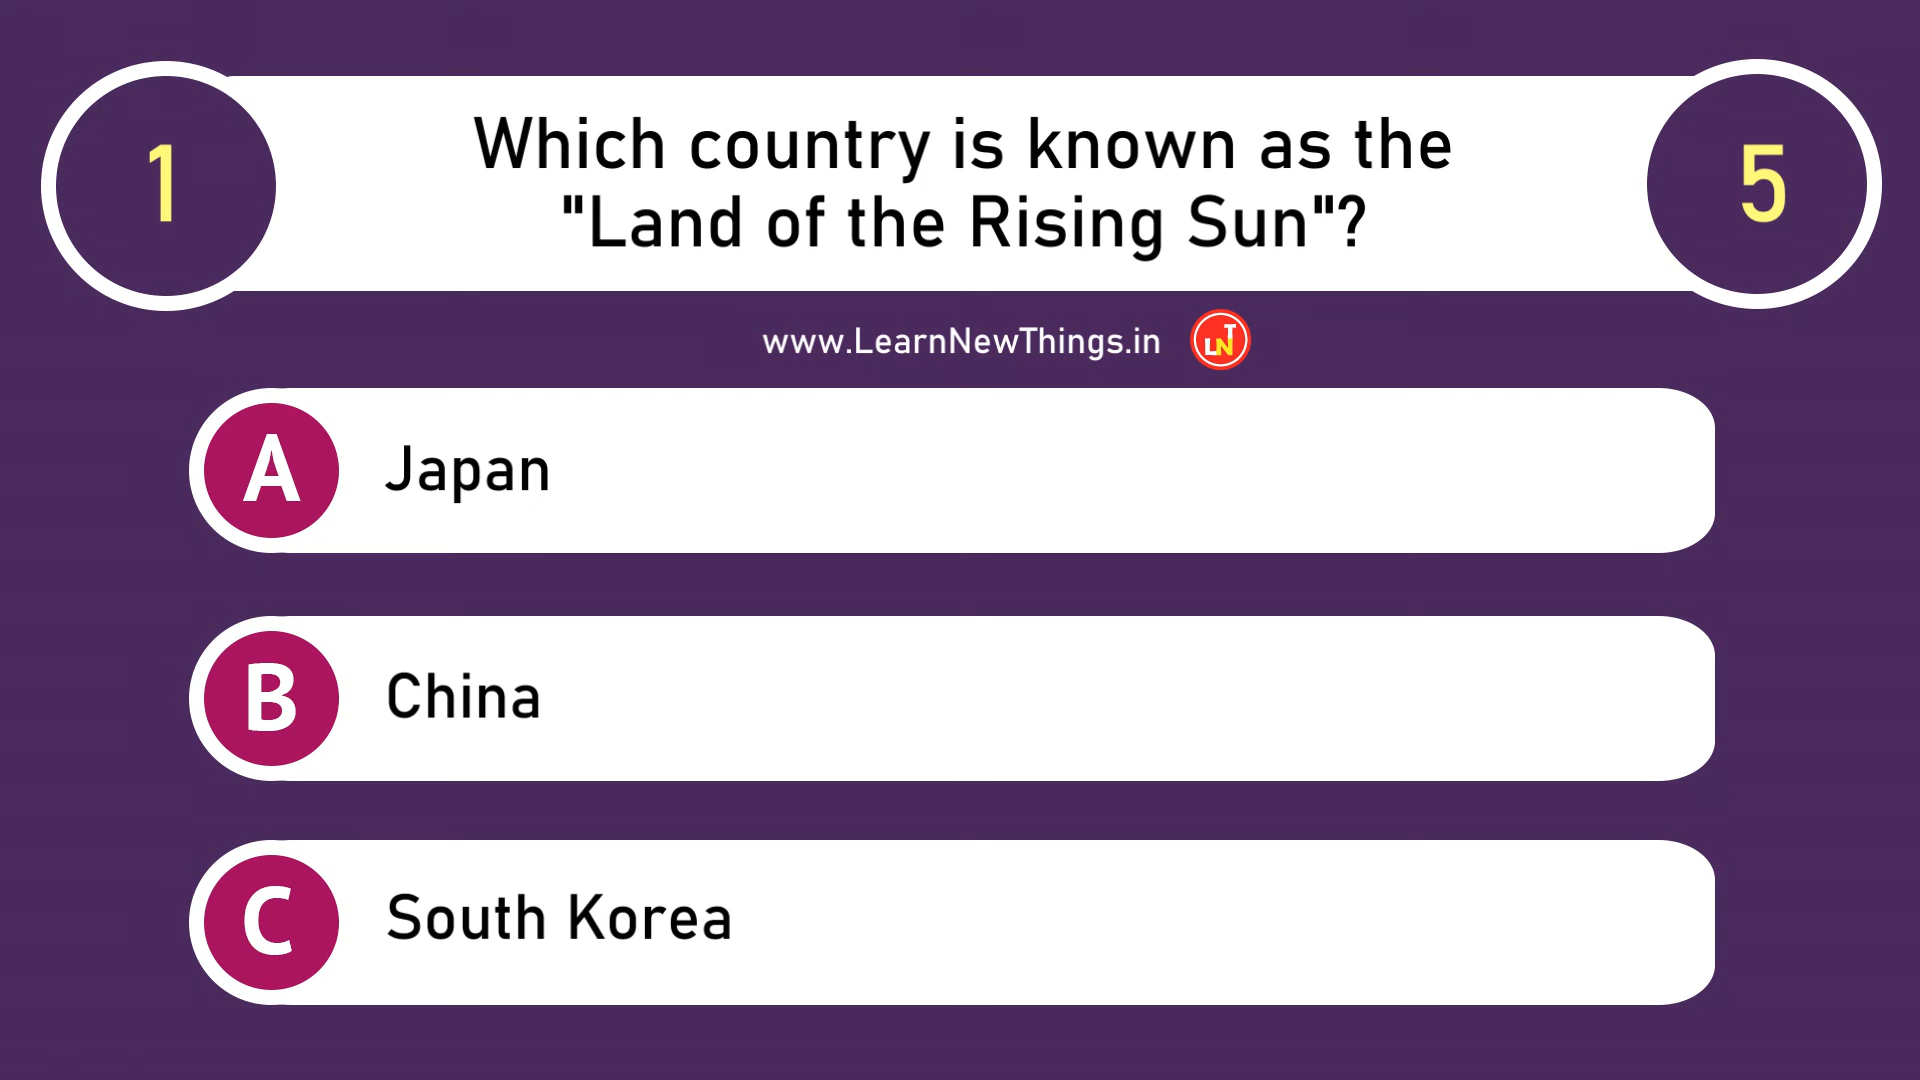 1
Which country is known as the
"Land of the Rising Sun"?
5
www.LearnNewThings.in
LNT
A
Japan
B
China
C
South Korea